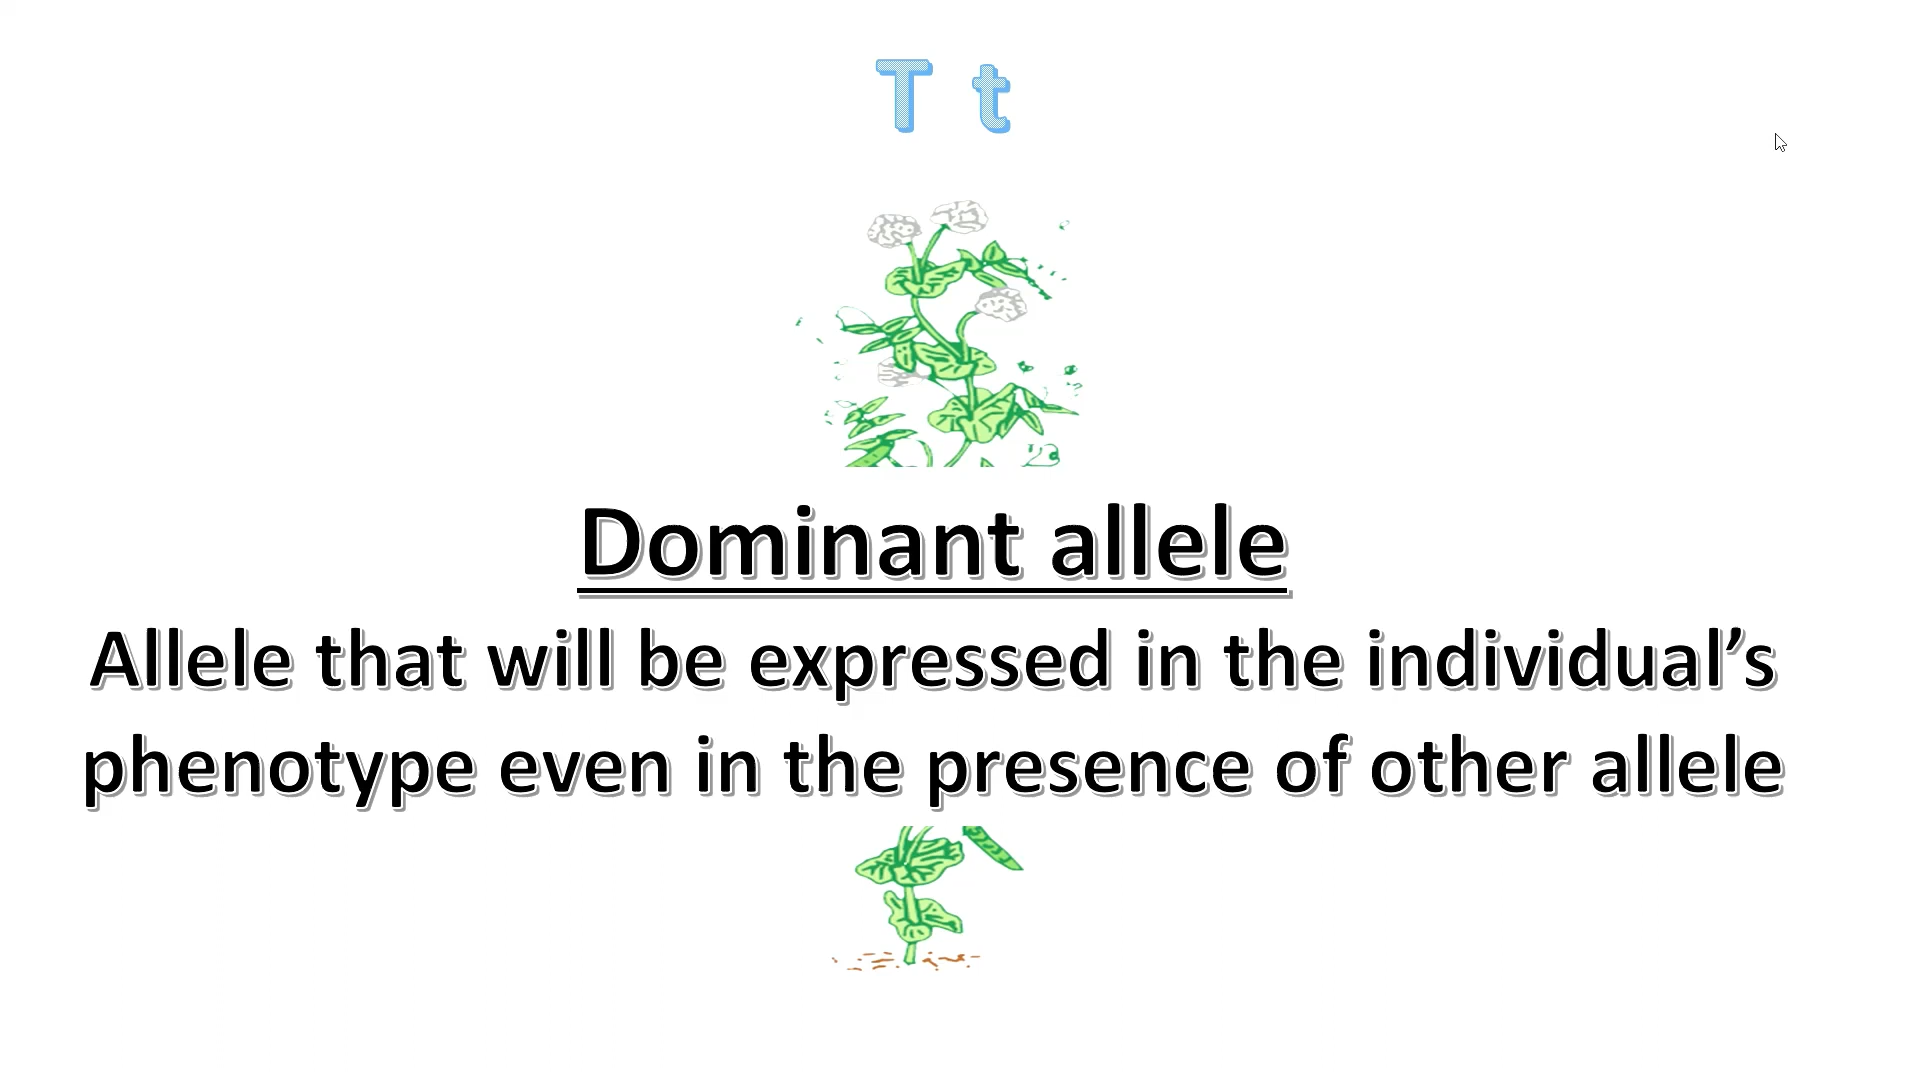 T t
Dominant allele
Allele that will be expressed in the individual’s
phenotype even in the presence of other allele